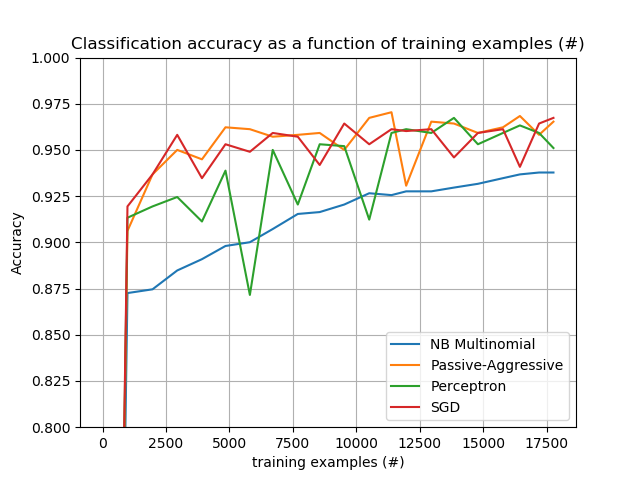 Classification accuracy as a function of training examples (#)
1.000
0.975
0.950
0.925
0.900
0.875
0.850
0.825
0.800
Accuracy
NB Multinomial
Passive-Aggressive
Perceptron
SGD
0 2500 5000 7500 10000 12500 15000 17500
training examples (#)